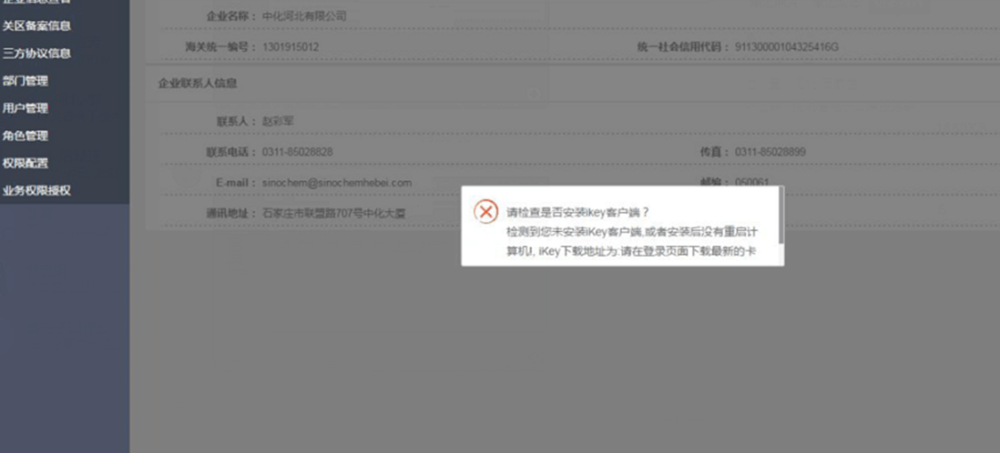 关区备案信息
三方协议信息
部门管理
用户管理
角色管理
权限配置
业务权限授权
企业名称： 中化河北有限公司
海关统一编号： 1301915012 统一社会信用代码： 91130000104325416G
企业联系人信息
联系人： 赵彩军
联系电话： 0311-85028828 传真： 0311-85028899
E-mail： sinochem@sinochemhebei.com 邮编： 050061
通讯地址： 石家庄市联盟路707号中化大厦
请检查是否安装ikey客户端？
检测到您未安装iKey客户端,或者安装后没有重启计
算机!, iKey下载地址为:请在登录页面下载最新的卡